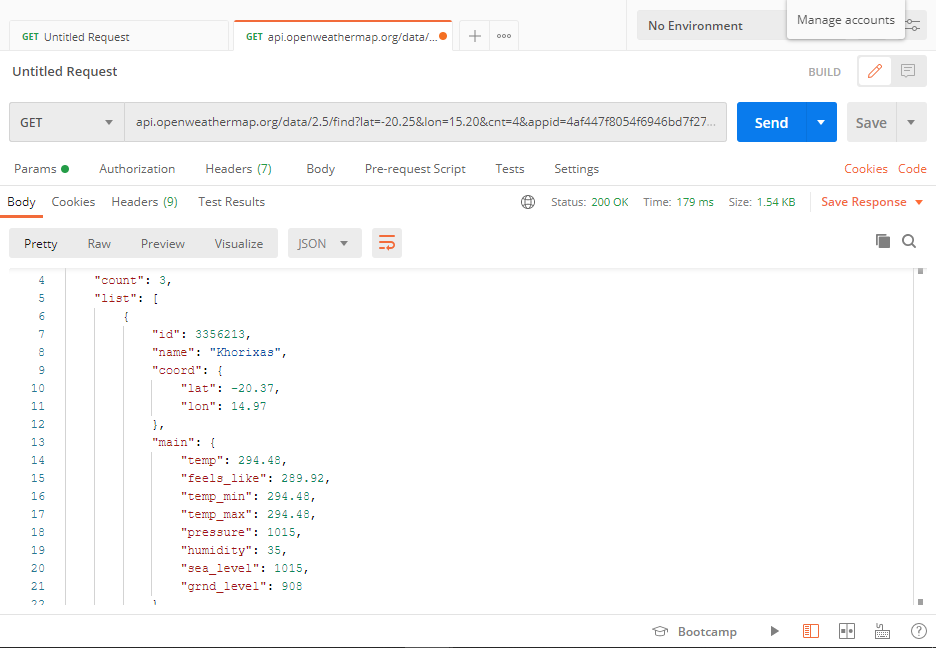 GET Untitled Request
GET api.openweathermap.org/data/...
No Environment
Manage accounts
Untitled Request
BUILD
GET
api.openweathermap.org/data/2.5/find?lat=-20.25&lon=15.20&cnt=4&appid=4af447f8054f6946bd7f27...
Send
Save
Params
Authorization
Headers (7)
Body
Pre-request Script
Tests
Settings
Cookies
Code
Body
Cookies
Headers (9)
Test Results
Status: 200 OK
Time: 179 ms
Size: 1.54 KB
Save Response
Pretty
Raw
Preview
Visualize
JSON
4 "count": 3,
5 "list": [
6 {
7 "id": 3356213,
8 "name": "Khorixas",
9 "coord": {
10 "lat": -20.37,
11 "lon": 14.97
12 },
13 "main": {
14 "temp": 294.48,
15 "feels_like": 289.92,
16 "temp_min": 294.48,
17 "temp_max": 294.48,
18 "pressure": 1015,
19 "humidity": 35,
20 "sea_level": 1015,
21 "grnd_level": 908
22 }
Bootcamp